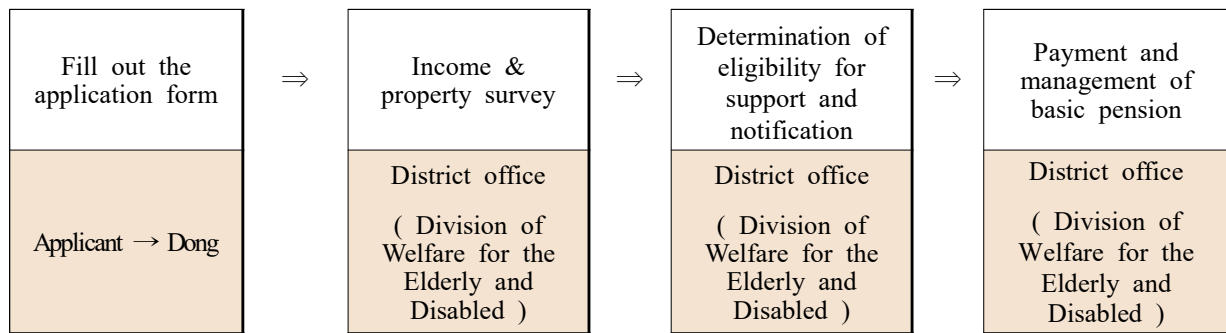 Fill out the
application form
⇒
Income &
property survey
⇒
Determination of
eligibility for
support and
notification
⇒
Payment and
management of
basic pension
Applicant → Dong
District office
( Division of
Welfare for the
Elderly and
Disabled )
District office
( Division of
Welfare for the
Elderly and
Disabled )
District office
( Division of
Welfare for the
Elderly and
Disabled )